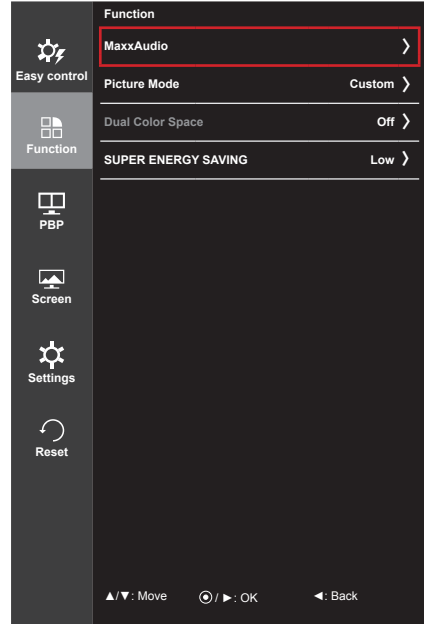 Function
MaxxAudio
Easy control
Picture Mode Custom
Dual Color Space Off
Function
SUPER ENERGY SAVING Low
PBP
Screen
Settings
Reset
▲/▼: Move ⦿/ ►: OK ◄: Back